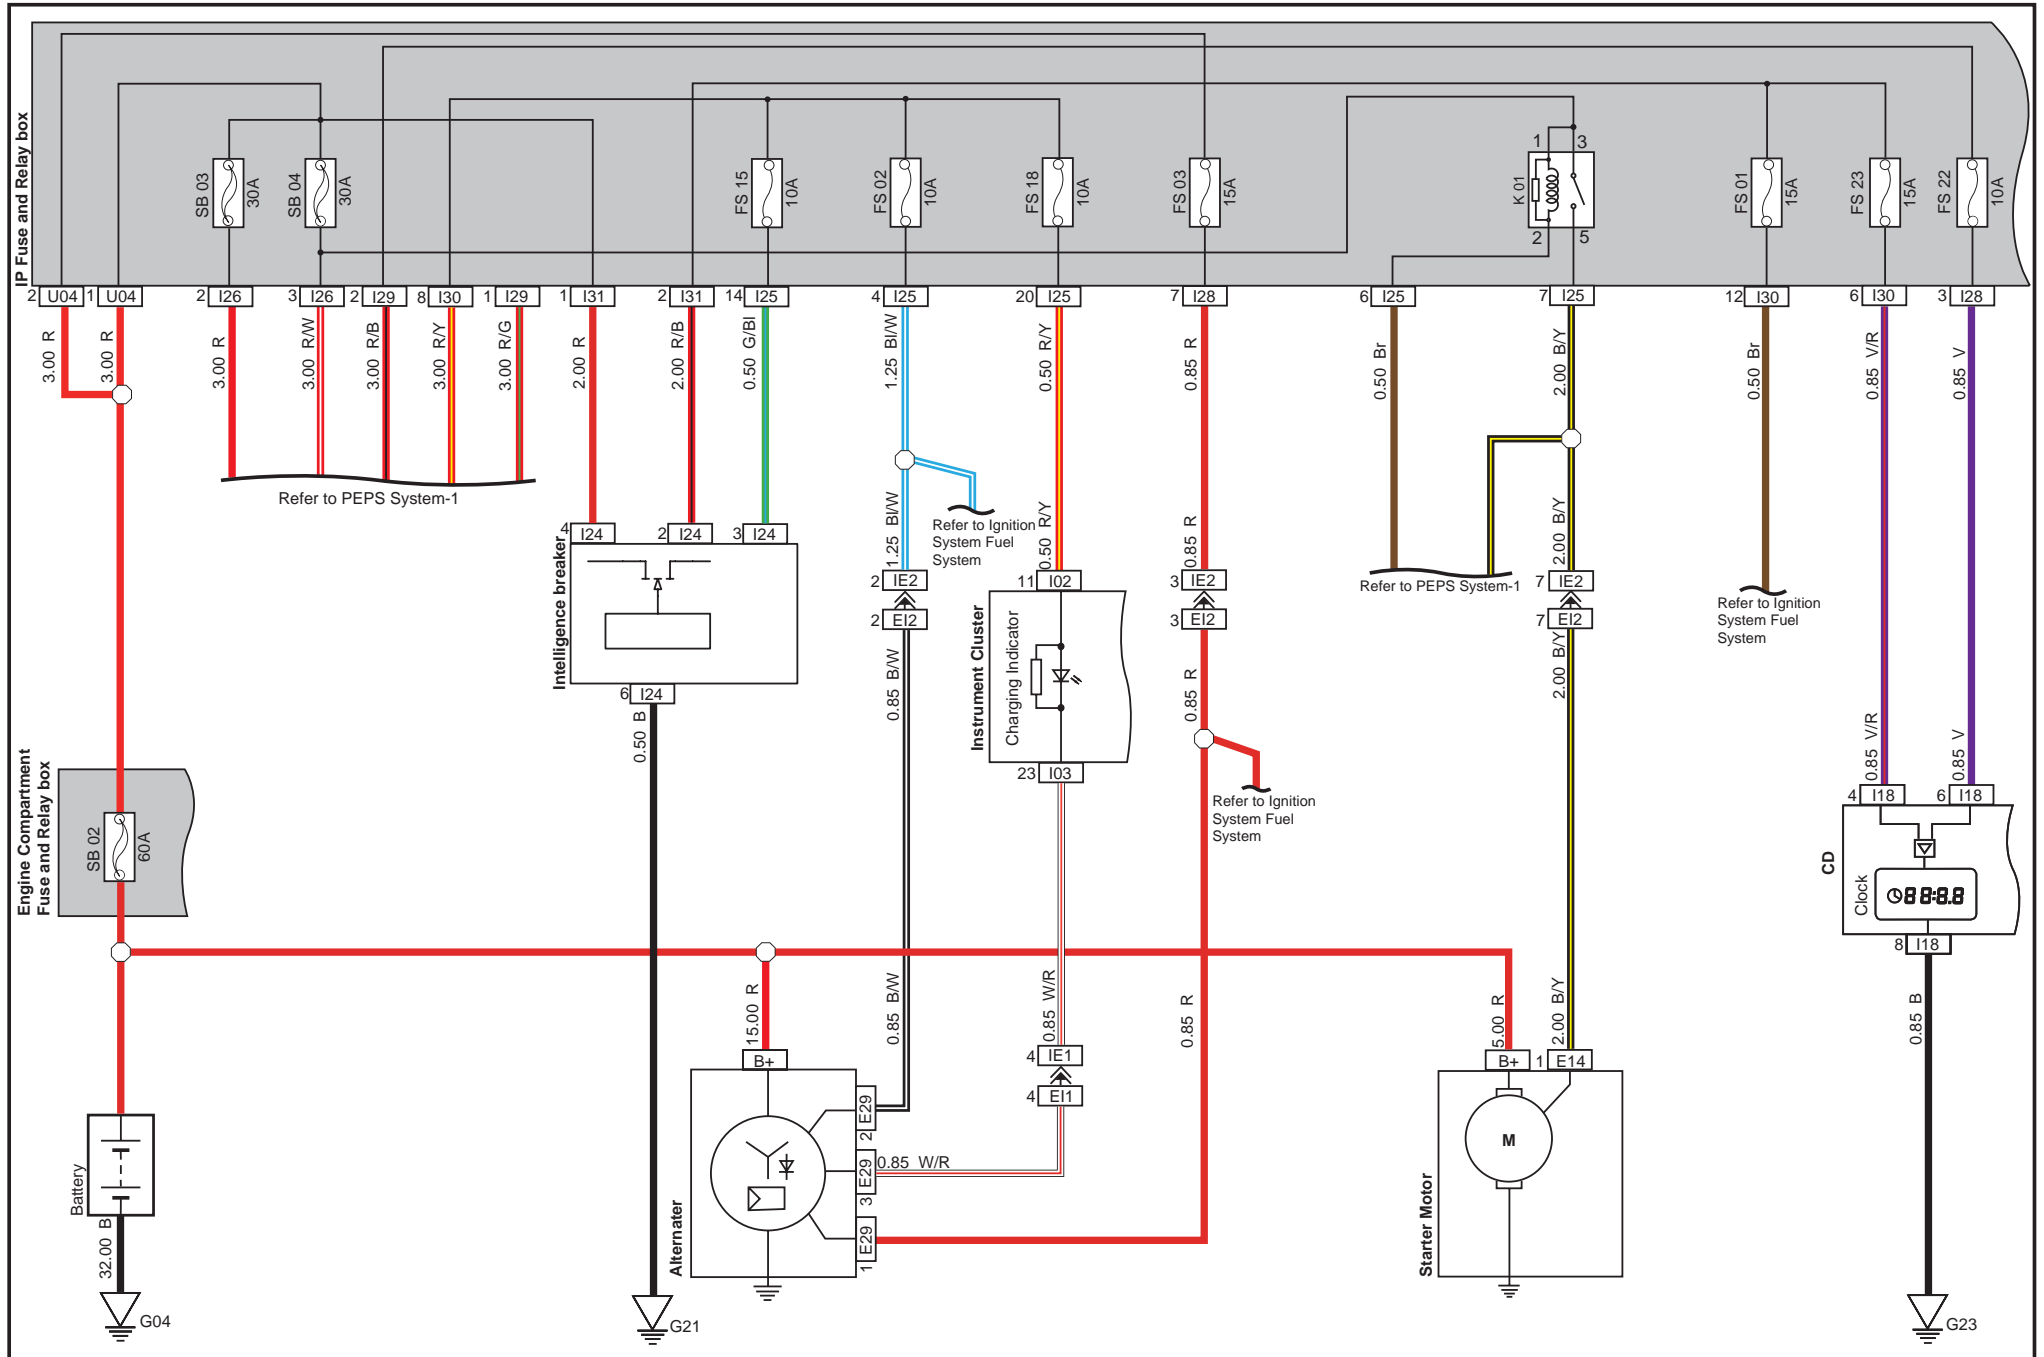 IP Fuse and Relay box
SB 03
30A
SB 04
30A
FS 15
10A
FS 02
10A
FS 18
10A
FS 03
15A
1
3
K 01
2
5
FS 01
15A
FS 23
15A
FS 22
10A
2 U04
1 U04
2 I26
3 I26
2 I29
8 I30
1 I29
1 I31
2 I31
14 I25
4 I25
20 I25
7 I28
6 I25
7 I25
12 I30
6 I30
3 I28
3.00 R
3.00 R
3.00 R
3.00 R/W
3.00 R/B
3.00 R/Y
3.00 R/G
2.00 R
2.00 R/B
0.50 G/Bl
1.25 Bl/W
0.50 R/Y
0.85 R
0.50 Br
2.00 B/Y
0.50 Br
0.85 V/R
0.85 V
Refer to PEPS System-1
4 I24
2 I24
3 I24
Intelligence breaker
6 I24
0.50 B
1.25 Bl/W
Refer to Ignition
System Fuel
System
2 IE2
2 EI2
0.85 B/W
0.50 R/Y
11 I02
Instrument Cluster
Charging Indicator
23 I03
0.85 R
3 IE2
3 EI2
0.85 R
Refer to Ignition
System Fuel
System
Refer to PEPS System-1
2.00 B/Y
7 IE2
7 EI2
2.00 B/Y
Refer to Ignition
System Fuel
System
0.85 V/R
0.85 V
4 I18
6 I18
CD
Clock
88:8.8
8 I18
0.85 B
Engine Compartment
Fuse and Relay box
SB 02
60A
15.00 R
0.85 B/W
0.85 W/R
0.85 R
5.00 R
2.00 B/Y
B+
4 IE1
4 EI1
B+
1 E14
Battery
32.00 B
Alternater
E29
2
E29
3
0.85 W/R
E29
1
Starter Motor
M
G04
G21
G23